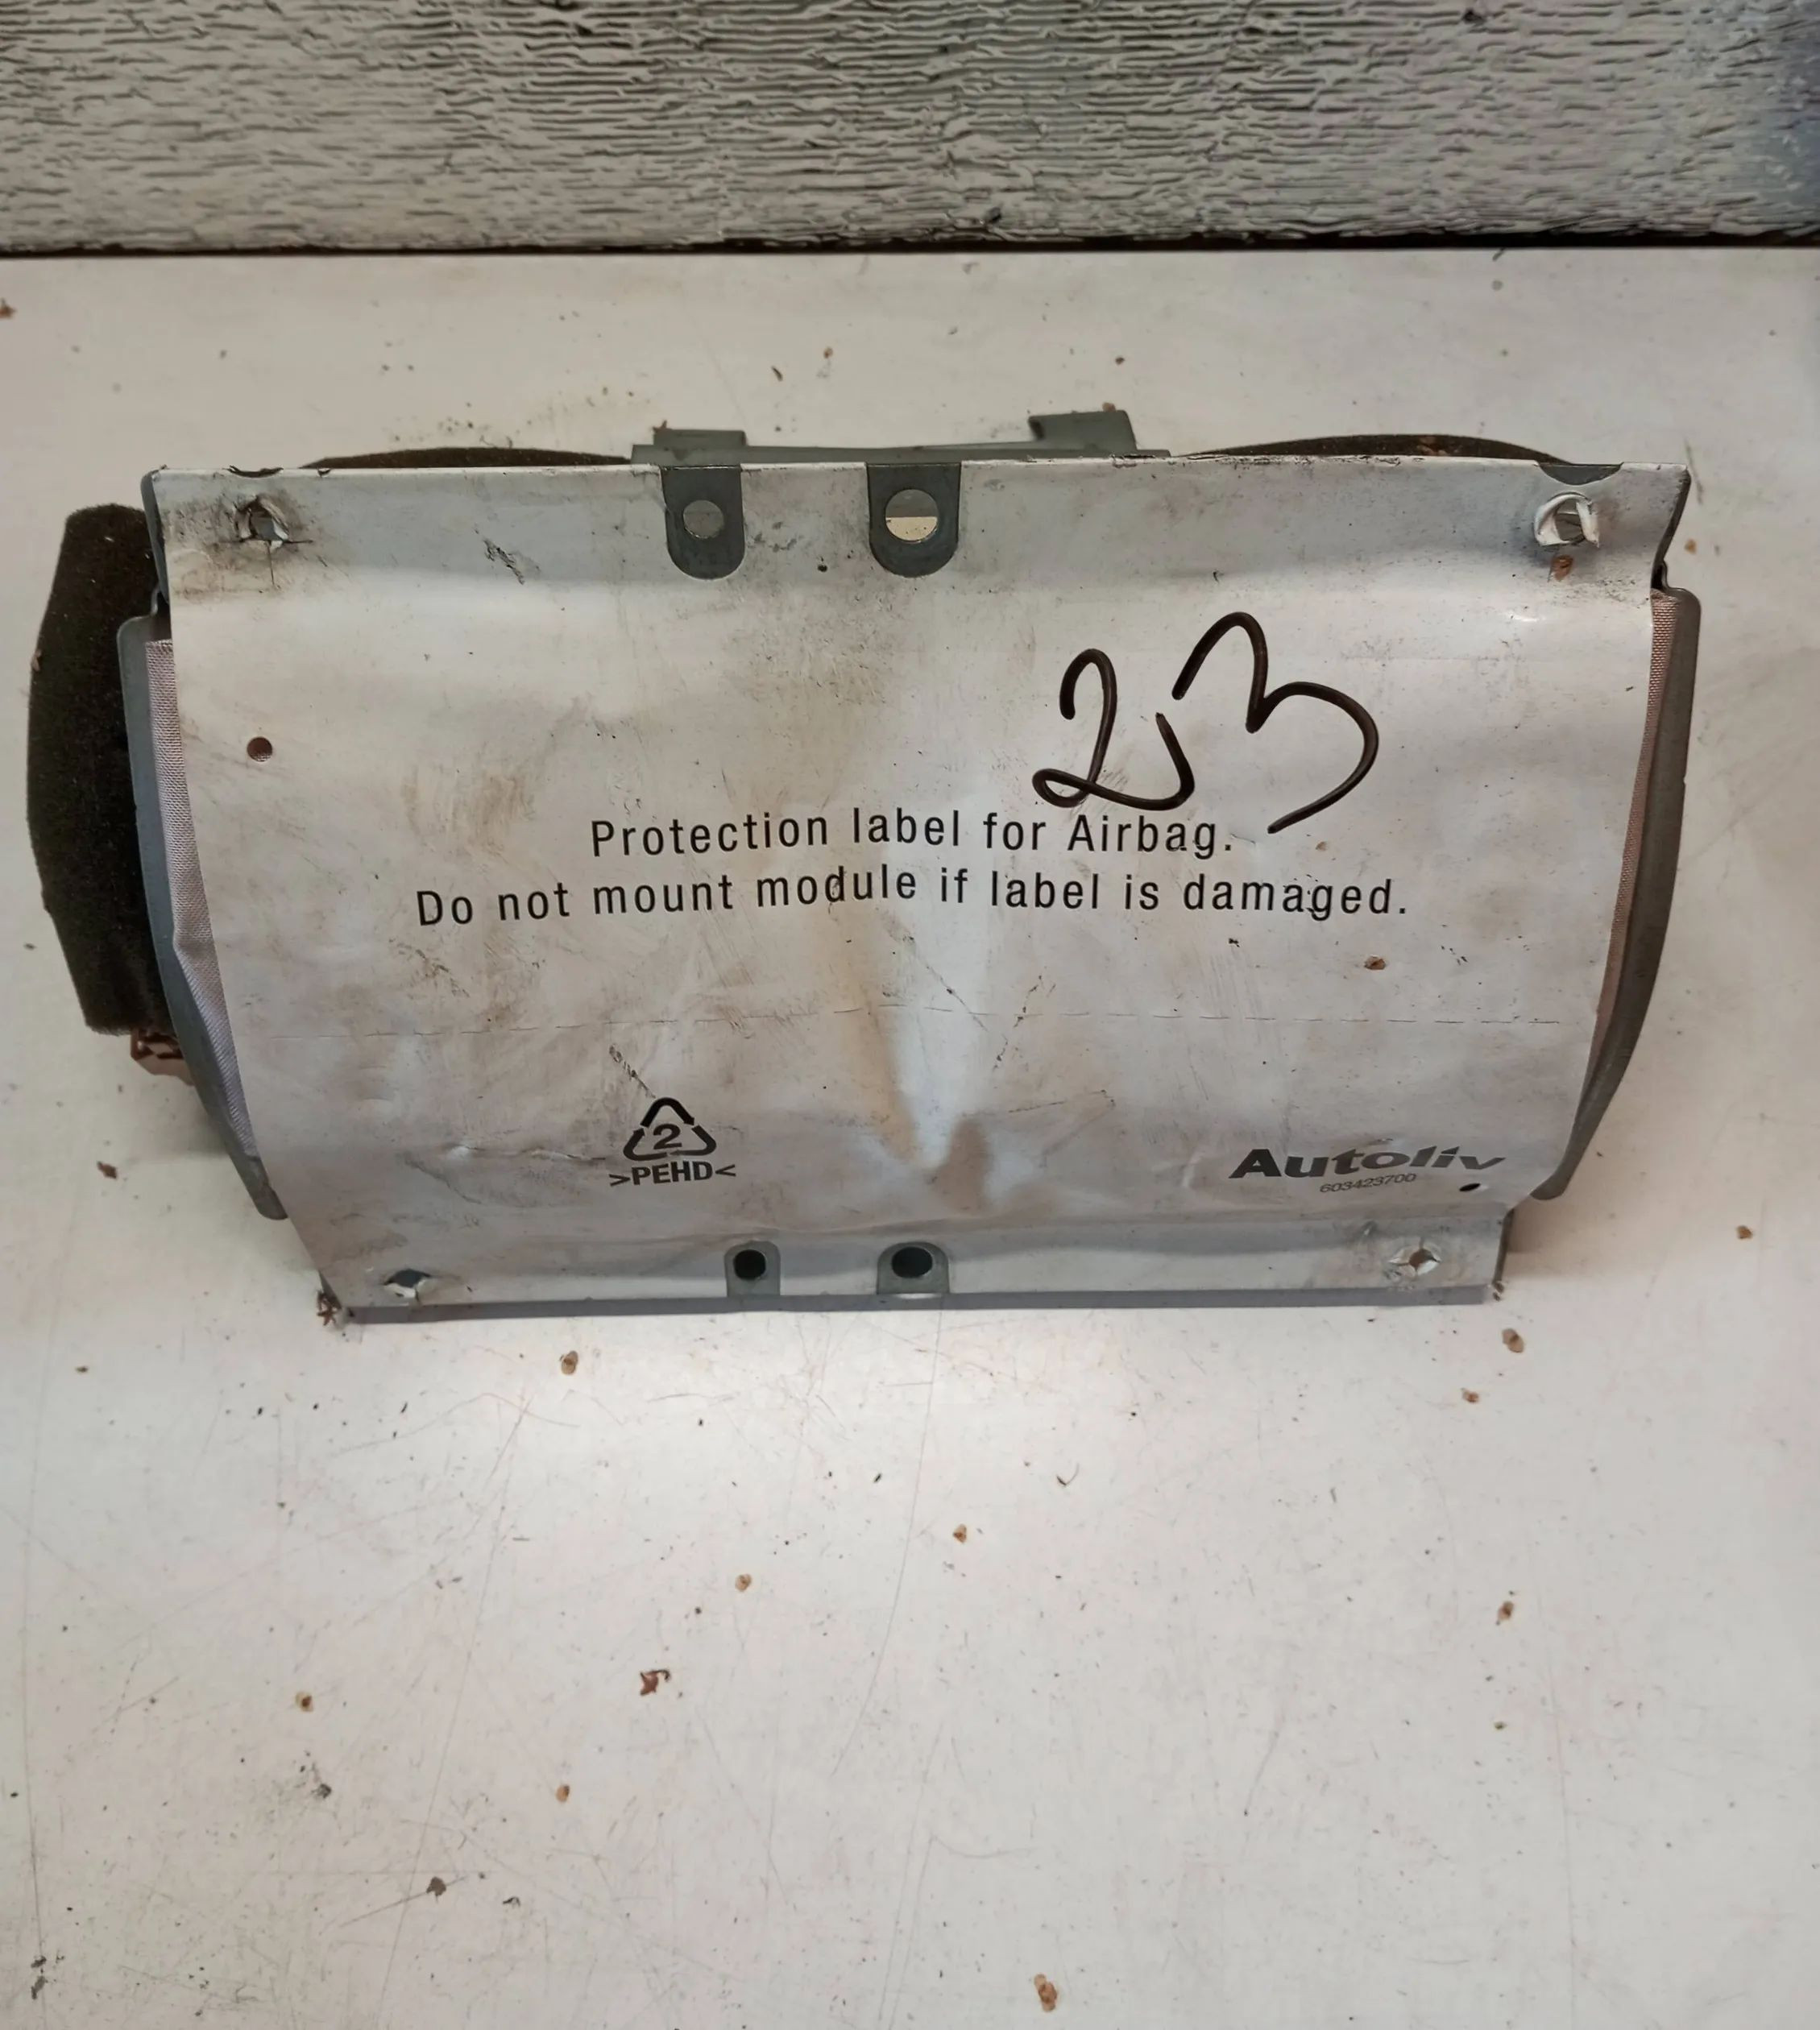 23
Protection label for Airbag.
Do not mount module if label is damaged.
2
>PEHD<
Autoliv
603423700